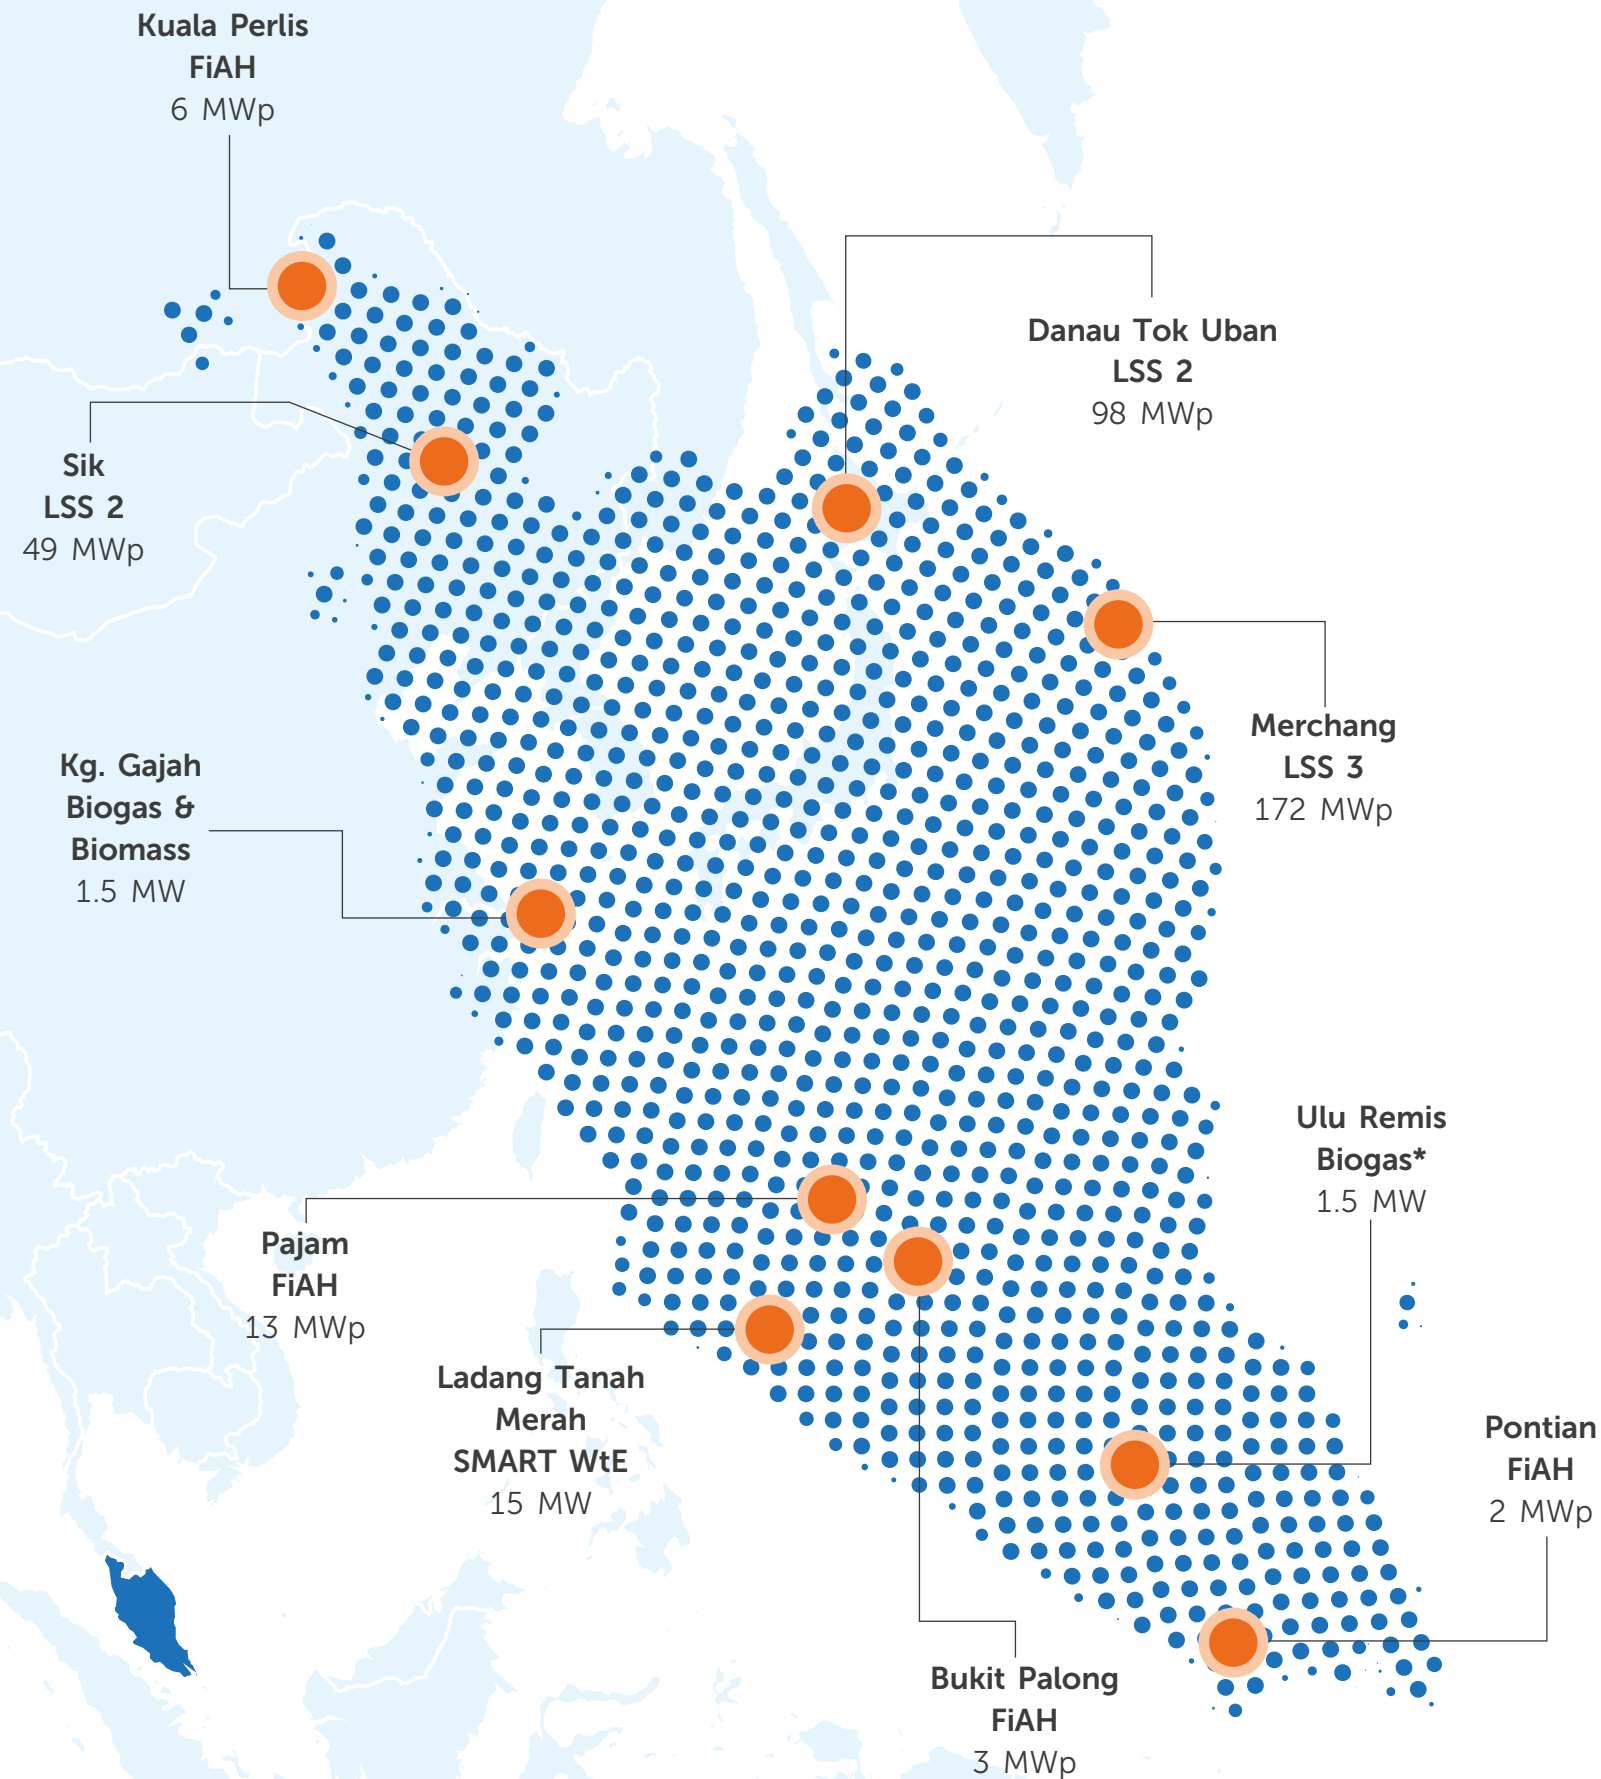 Kuala Perlis
FiAH
6 MWp
Danau Tok Uban
LSS 2
98 MWp
Sik
LSS 2
49 MWp
Merchang
LSS 3
172 MWp
Kg. Gajah
Biogas &
Biomass
1.5 MW
Ulu Remis
Biogas*
1.5 MW
Pajam
FiAH
13 MWp
Ladang Tanah
Merah
SMART WtE
15 MW
Pontian
FiAH
2 MWp
Bukit Palong
FiAH
3 MWp